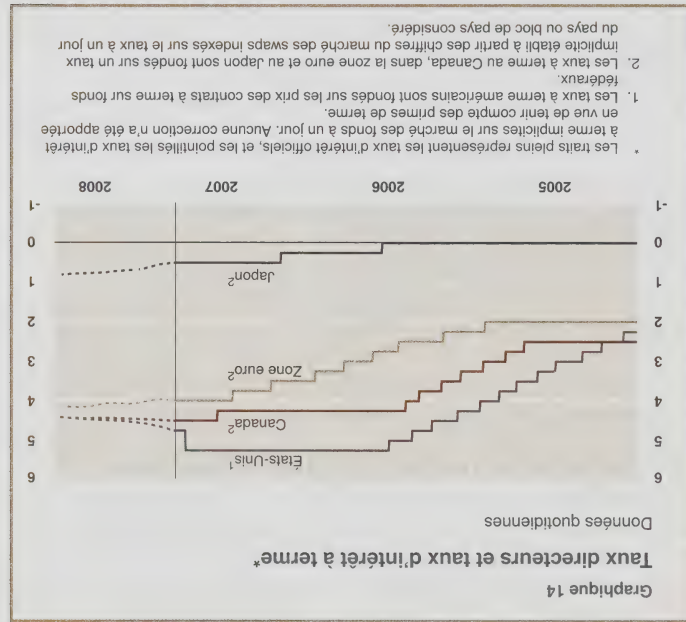 Graphique 14
Taux directeurs et taux d'intérêt à terme*
Données quotidiennes
6 6
5 5
4 4
3 3
2 2
1 1
0 0
-1 -1
États-Unis¹
Canada²
Zone euro²
Japon²
2005 2006 2007 2008
* Les traits pleins représentent les taux d'intérêt officiels, et les pointillés les taux d'intérêt
à terme implicites sur le marché des fonds à un jour. Aucune correction n'a été apportée
en vue de tenir compte des primes de terme.
1. Les taux à terme américains sont fondés sur les prix des contrats à terme sur fonds
fédéraux.
2. Les taux à terme au Canada, dans la zone euro et au Japon sont fondés sur un taux
implicite établi à partir des chiffres du marché des swaps indexés sur le taux à un jour
du pays ou bloc de pays considéré.